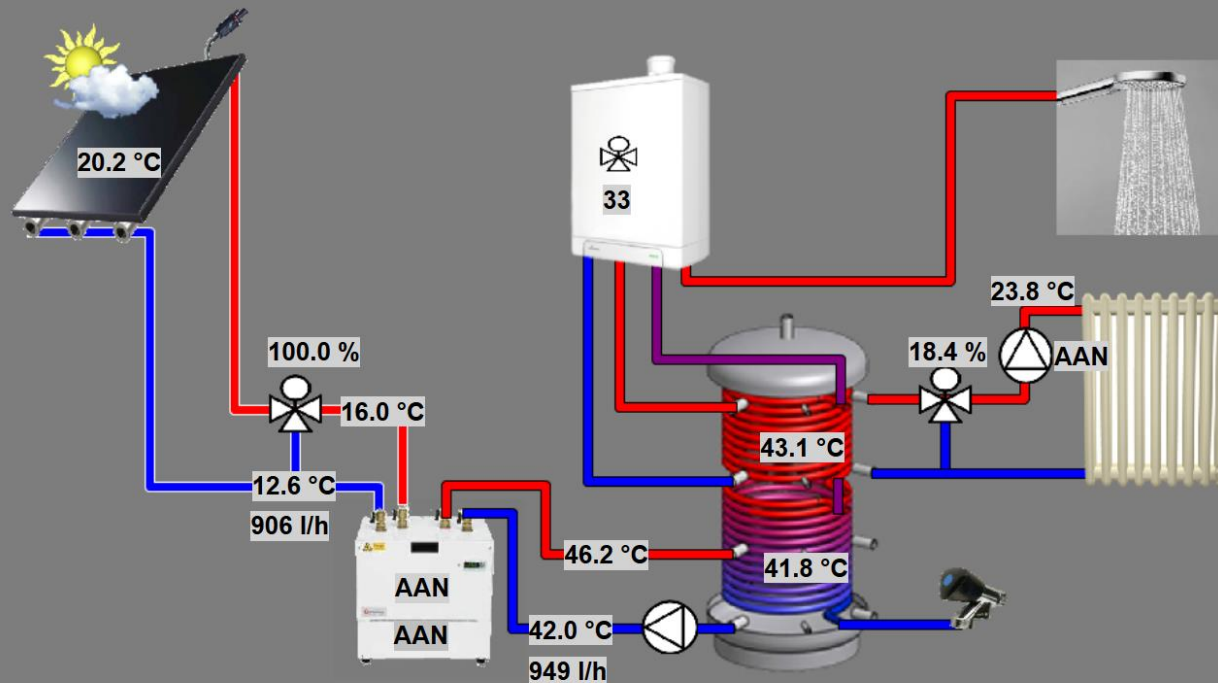 20.2 °C
33
23.8 °C
100.0 %
18.4 %
AAN
16.0 °C
43.1 °C
12.6 °C
906 l/h
46.2 °C
41.8 °C
AAN
AAN
42.0 °C
949 l/h